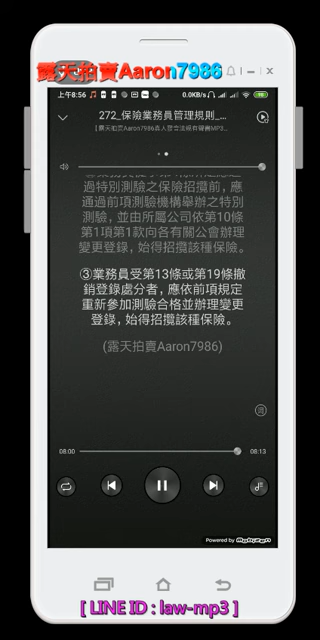 露天拍賣Aaron7986
上午8:56
0.0KB/s
272_保險業務員管理規則_...
【露天拍賣Aaron7986真人發音法規有聲書MP3...
過特別測驗之保險招攬前，應
通過前項測驗機構舉辦之特別
測驗，並由所屬公司依第10條
第1項第1款向各有關公會辦理
變更登錄，始得招攬該種保險。
③業務員受第13條或第19條撤
銷登錄處分者，應依前項規定
重新參加測驗合格並辦理變更
登錄，始得招攬該種保險。
(露天拍賣Aaron7986)
詞
08:00
08:13
Powered by Mobizen
[ LINE ID : law-mp3 ]